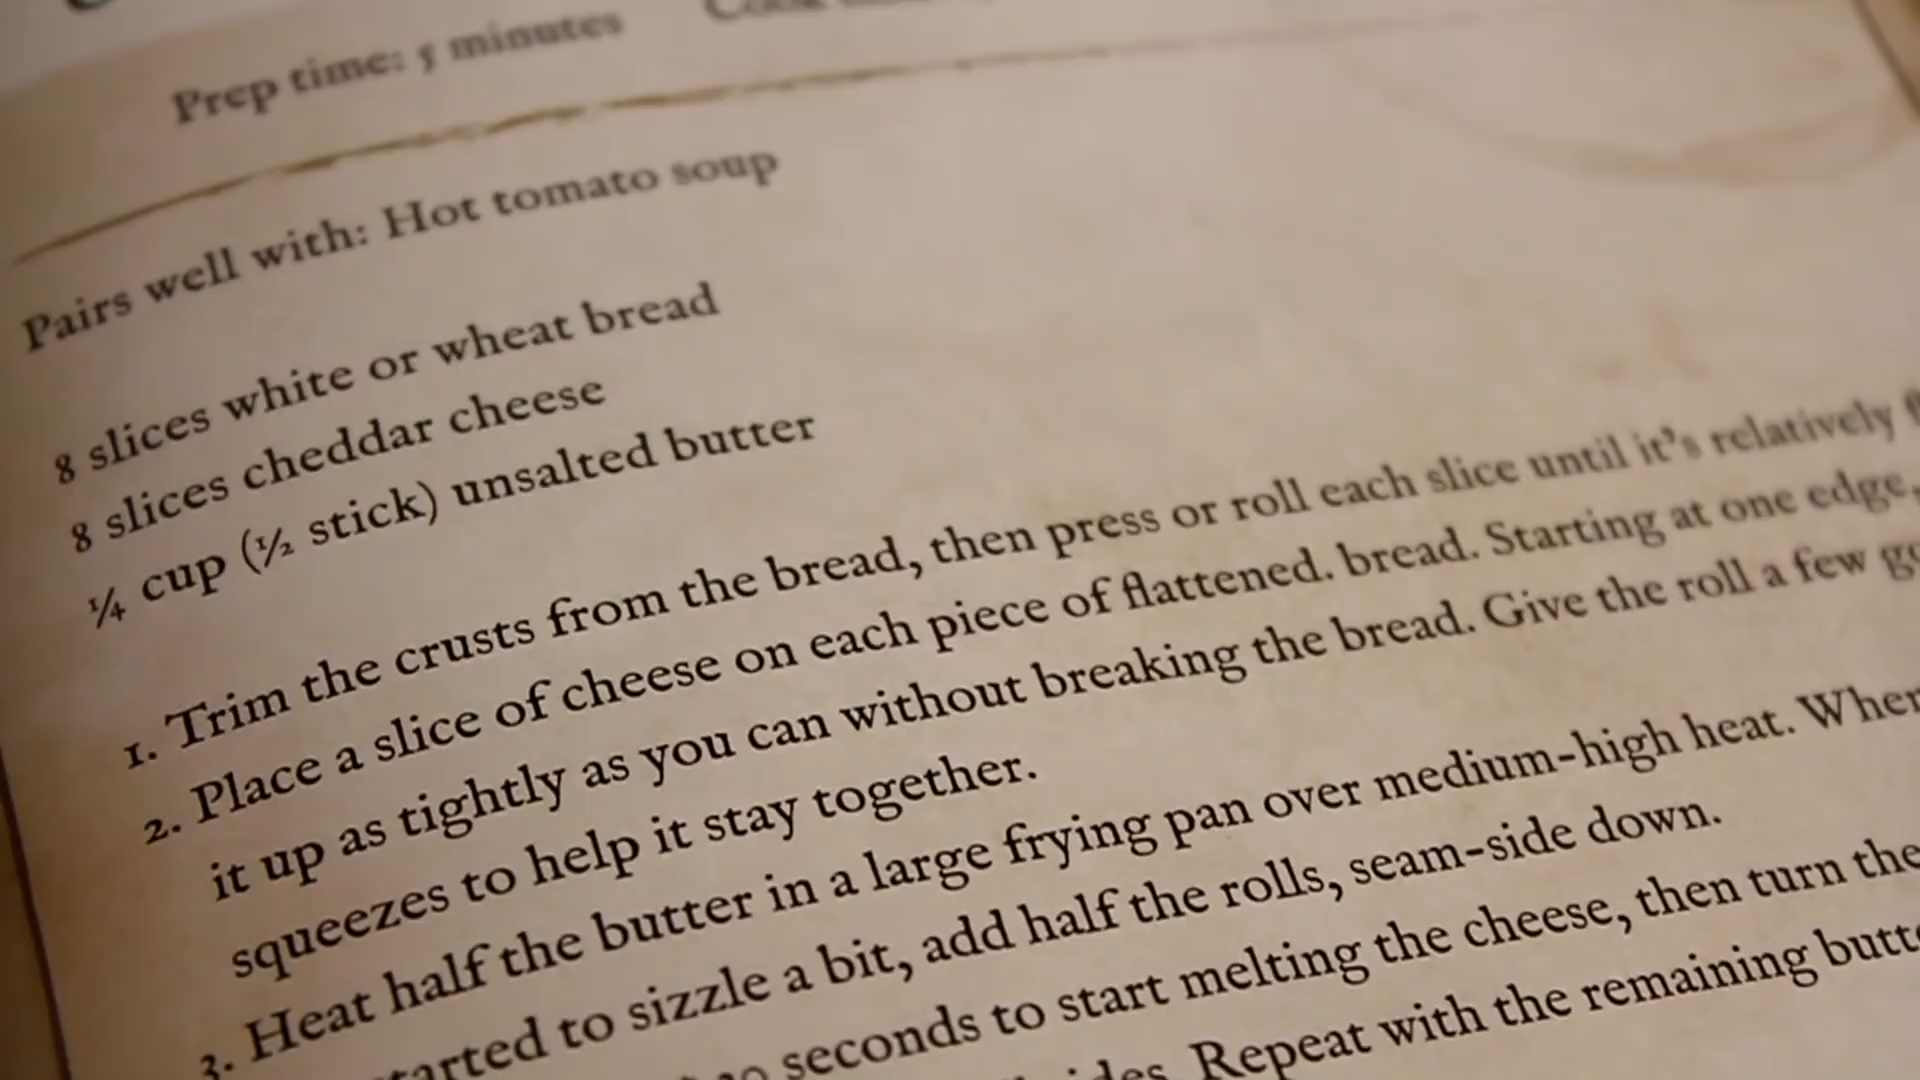 Prep time: 5 minutes
Pairs well with: Hot tomato soup
8 slices white or wheat bread
8 slices cheddar cheese
¼ cup (½ stick) unsalted butter
1. Trim the crusts from the bread, then press or roll each slice until it's relatively
2. Place a slice of cheese on each piece of flattened. bread. Starting at one edge,
it up as tightly as you can without breaking the bread. Give the roll a few
squeezes to help it stay together.
3. Heat half the butter in a large frying pan over medium-high heat. When
to sizzle a bit, add half the rolls, seam-side down.
seconds to start melting the cheese, then turn
Repeat with the remaining